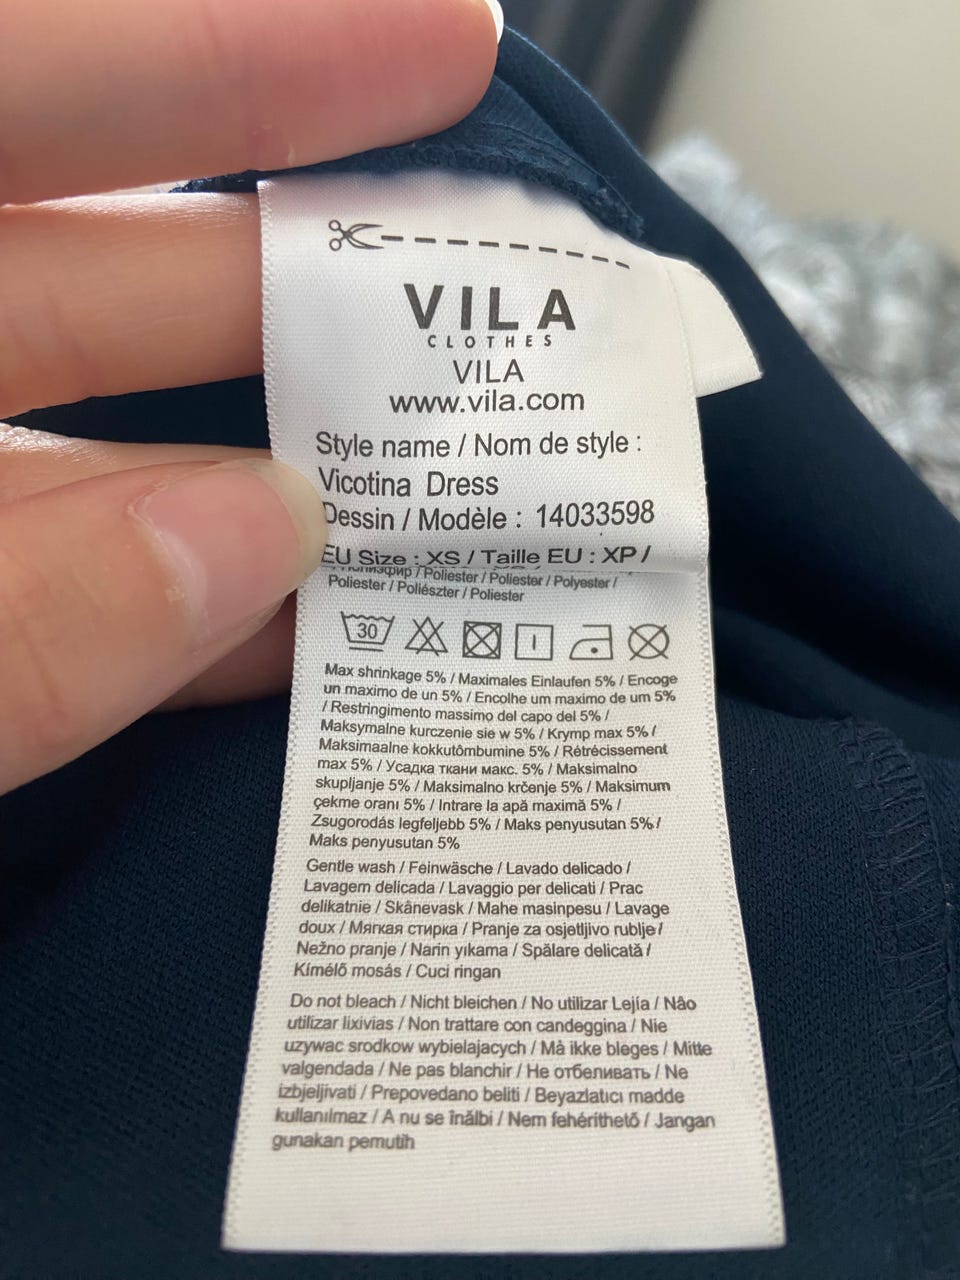 VILA
CLOTHES
VILA
www.vila.com
Style name / Nom de style :
Vicotina Dress
Dessin / Modèle : 14033598
EU Size : XS / Taille EU : XP /
/ Poliester / Poliester / Polyester /
Poliester / Poliészter / Poliester
30
Max shrinkage 5% / Maximales Einlaufen 5% / Encoge
un maximo de un 5% / Encolhe um maximo de um 5%
/ Restringimento massimo del capo del 5% /
Maksymalne kurczenie sie w 5% / Krymp max 5% /
Maksimaalne kokkutõmbumine 5% / Rétrécissement
max 5% / Усадка ткани макс. 5% / Maksimalno
skupljanje 5% / Maksimalno krčenje 5% / Maksimum
çekme oranı 5% / Intrare la apă maximă 5% /
Zsugorodás legfeljebb 5% / Maks penyusutan 5% /
Maks penyusutan 5%
Gentle wash / Feinwäsche / Lavado delicado /
Lavagem delicada / Lavaggio per delicati / Prac
delikatnie / Skånevask / Mahe masinpesu / Lavage
doux / Мягкая стирка / Pranje za osjetljivo rublje /
Nežno pranje / Narin yıkama / Spălare delicată /
Kímélő mosás / Cuci ringan
Do not bleach / Nicht bleichen / No utilizar Lejía / Não
utilizar lixivias / Non trattare con candeggina / Nie
uzywac srodkow wybielajacych / Må ikke bleges / Mitte
valgendada / Ne pas blanchir / Не отбеливать / Ne
izbjeljivati / Prepovedano beliti / Beyazlatıcı madde
kullanılmaz / A nu se înălbi / Nem fehéríthető / Jangan
gunakan pemutih